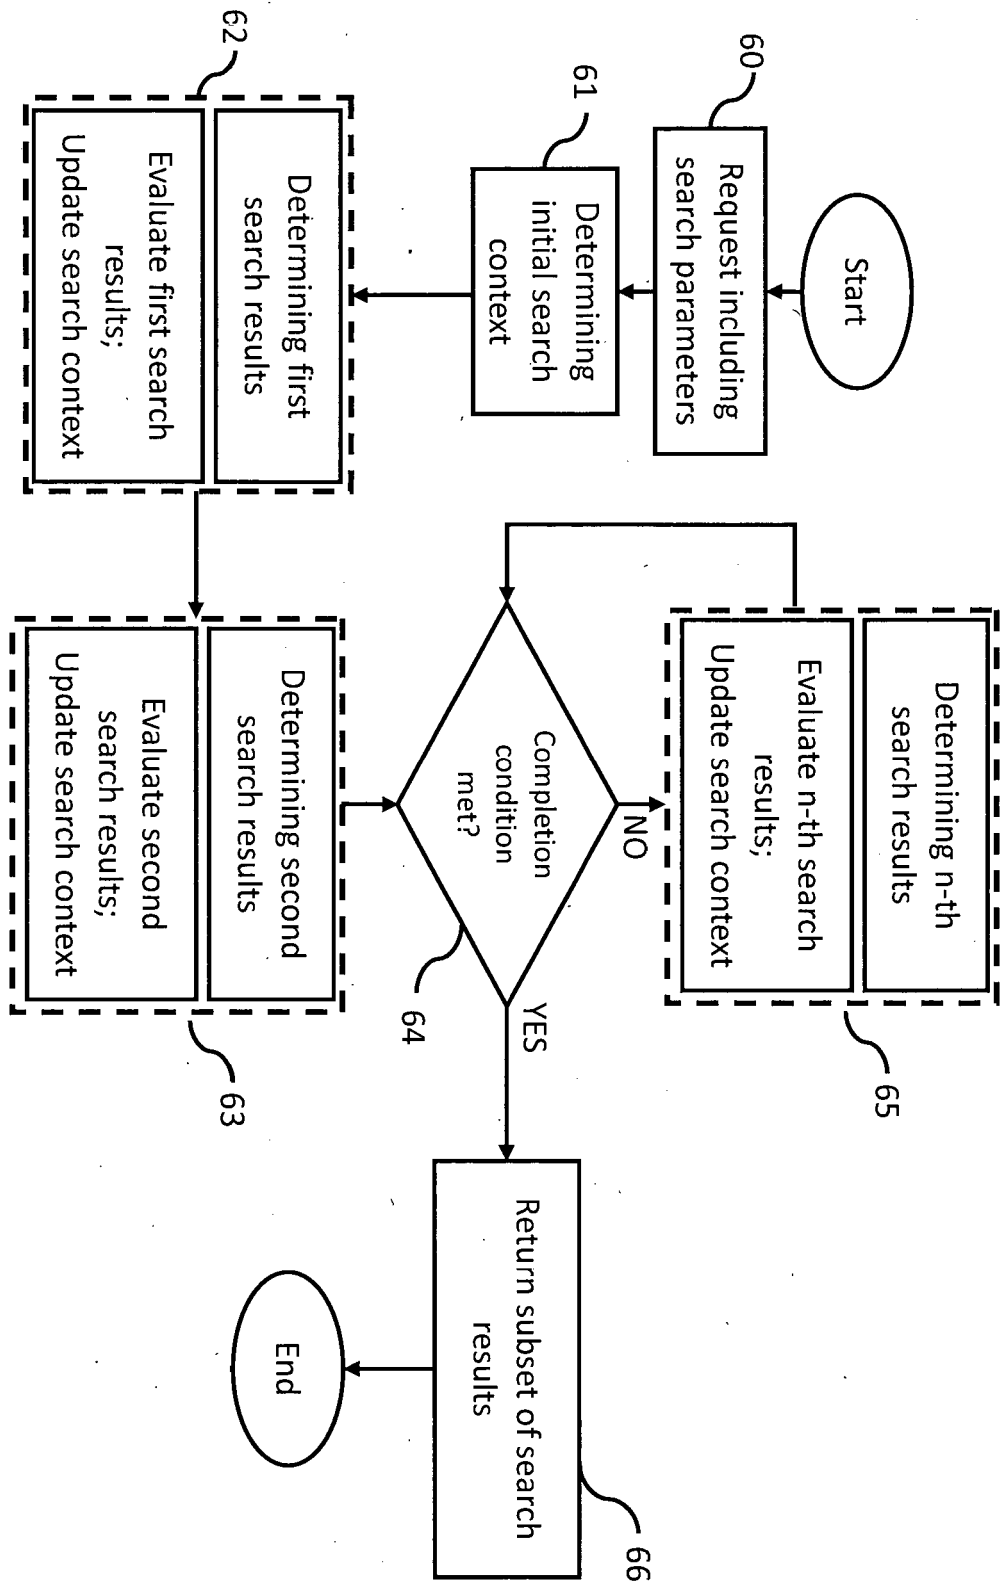 Start
60
Request including
search parameters
61
Determining
initial search
context
62
Determining first
search results
Evaluate first search
results;
Update search context
Determining second
search results
Evaluate second
search results;
Update search context
63
Completion
condition
met?
64
NO
YES
Determining n-th
search results
Evaluate n-th search
results;
Update search context
65
Return subset of search
results
66
End